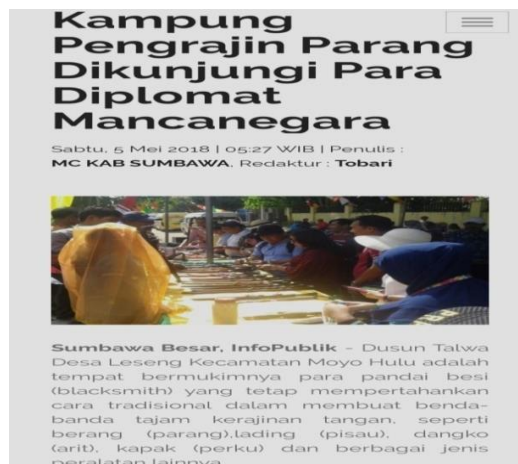 Kampung
Pengrajin Parang
Dikunjungi Para
Diplomat
Mancanegara
Sabtu, 5 Mei 2018 | 05:27 WIB | Penulis :
MC KAB SUMBAWA, Redaktur : Tobari
Sumbawa Besar, InfoPublik - Dusun Talwa
Desa Leseng Kecamatan Moyo Hulu adalah
tempat bermukimnya para pandai besi
(blacksmith) yang tetap mempertahankan
cara tradisional dalam membuat benda-
banda tajam kerajinan tangan, seperti
berang (parang),lading (pisau), dangko
(arit), kapak (perku) dan berbagai jenis
peralatan lainnya.